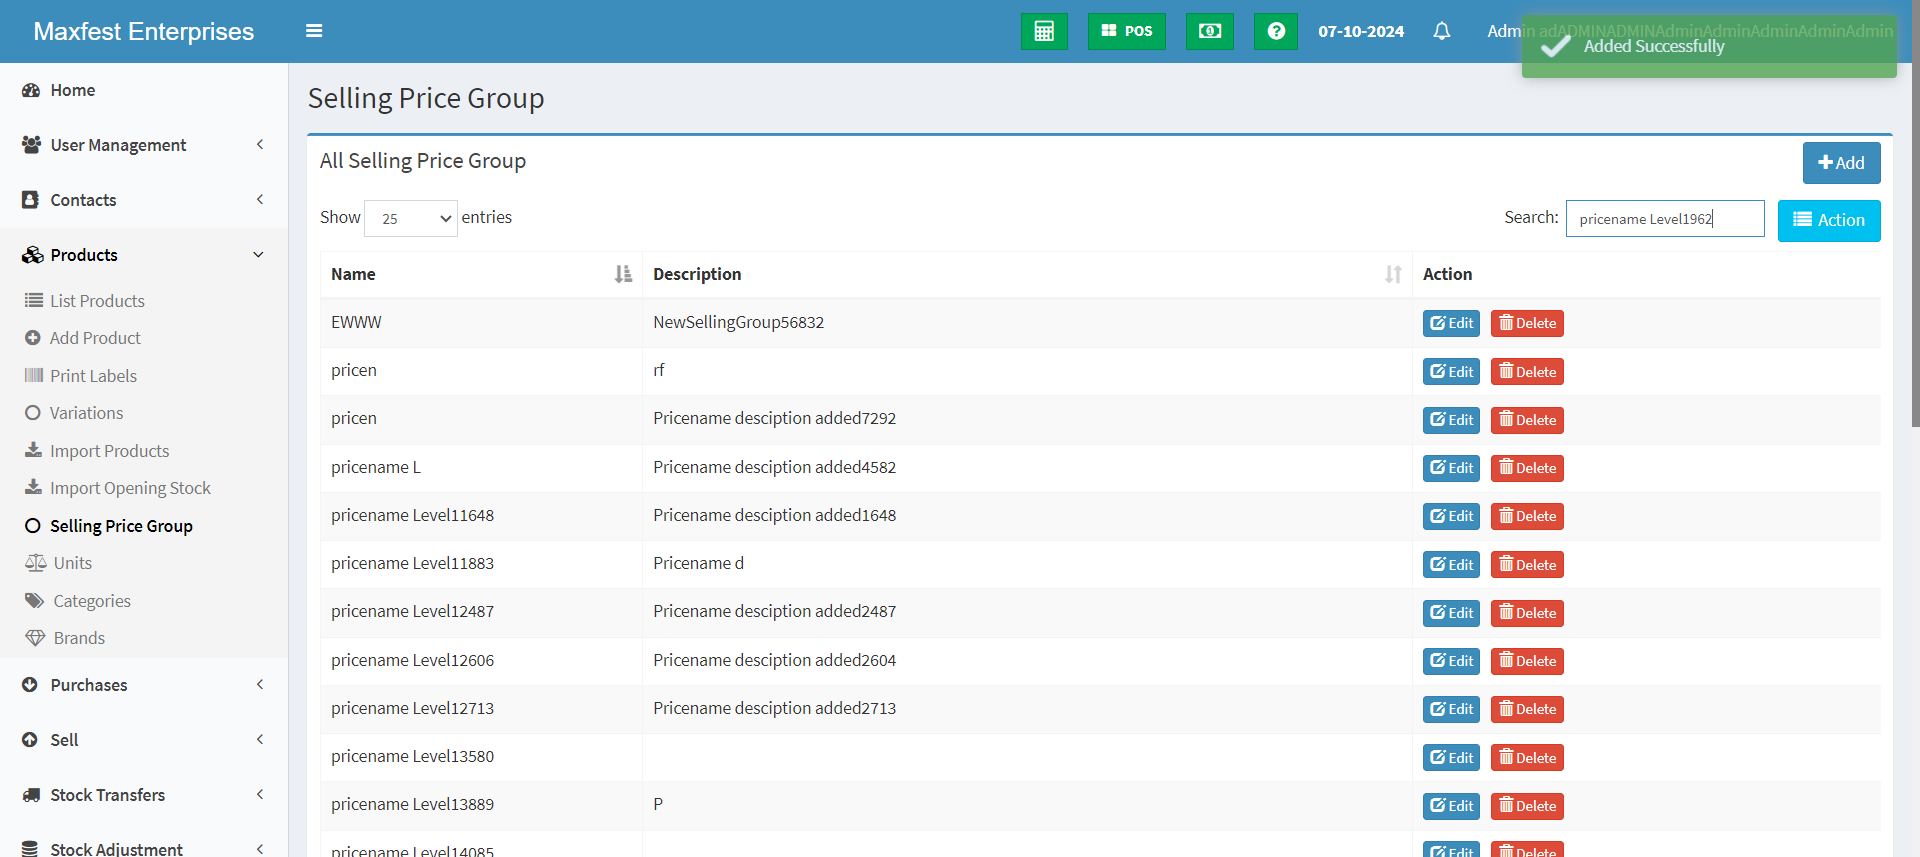 Maxfest Enterprises
POS
07-10-2024
Admin adADMINADMINAdminAdminAdminAdminAdmin
Added Successfully
Home
User Management
Contacts
Products
List Products
Add Product
Print Labels
Variations
Import Products
Import Opening Stock
Selling Price Group
Units
Categories
Brands
Purchases
Sell
Stock Transfers
Stock Adjustment
Selling Price Group
All Selling Price Group
Add
Show 25 entries
Search: pricename Level1962
Action
Name Description Action
EWWW NewSellingGroup56832 Edit Delete
pricen rf Edit Delete
pricen Pricename desciption added7292 Edit Delete
pricename L Pricename desciption added4582 Edit Delete
pricename Level11648 Pricename desciption added1648 Edit Delete
pricename Level11883 Pricename d Edit Delete
pricename Level12487 Pricename desciption added2487 Edit Delete
pricename Level12606 Pricename desciption added2604 Edit Delete
pricename Level12713 Pricename desciption added2713 Edit Delete
pricename Level13580 Edit Delete
pricename Level13889 P Edit Delete
pricename Level14085 Edit Delete